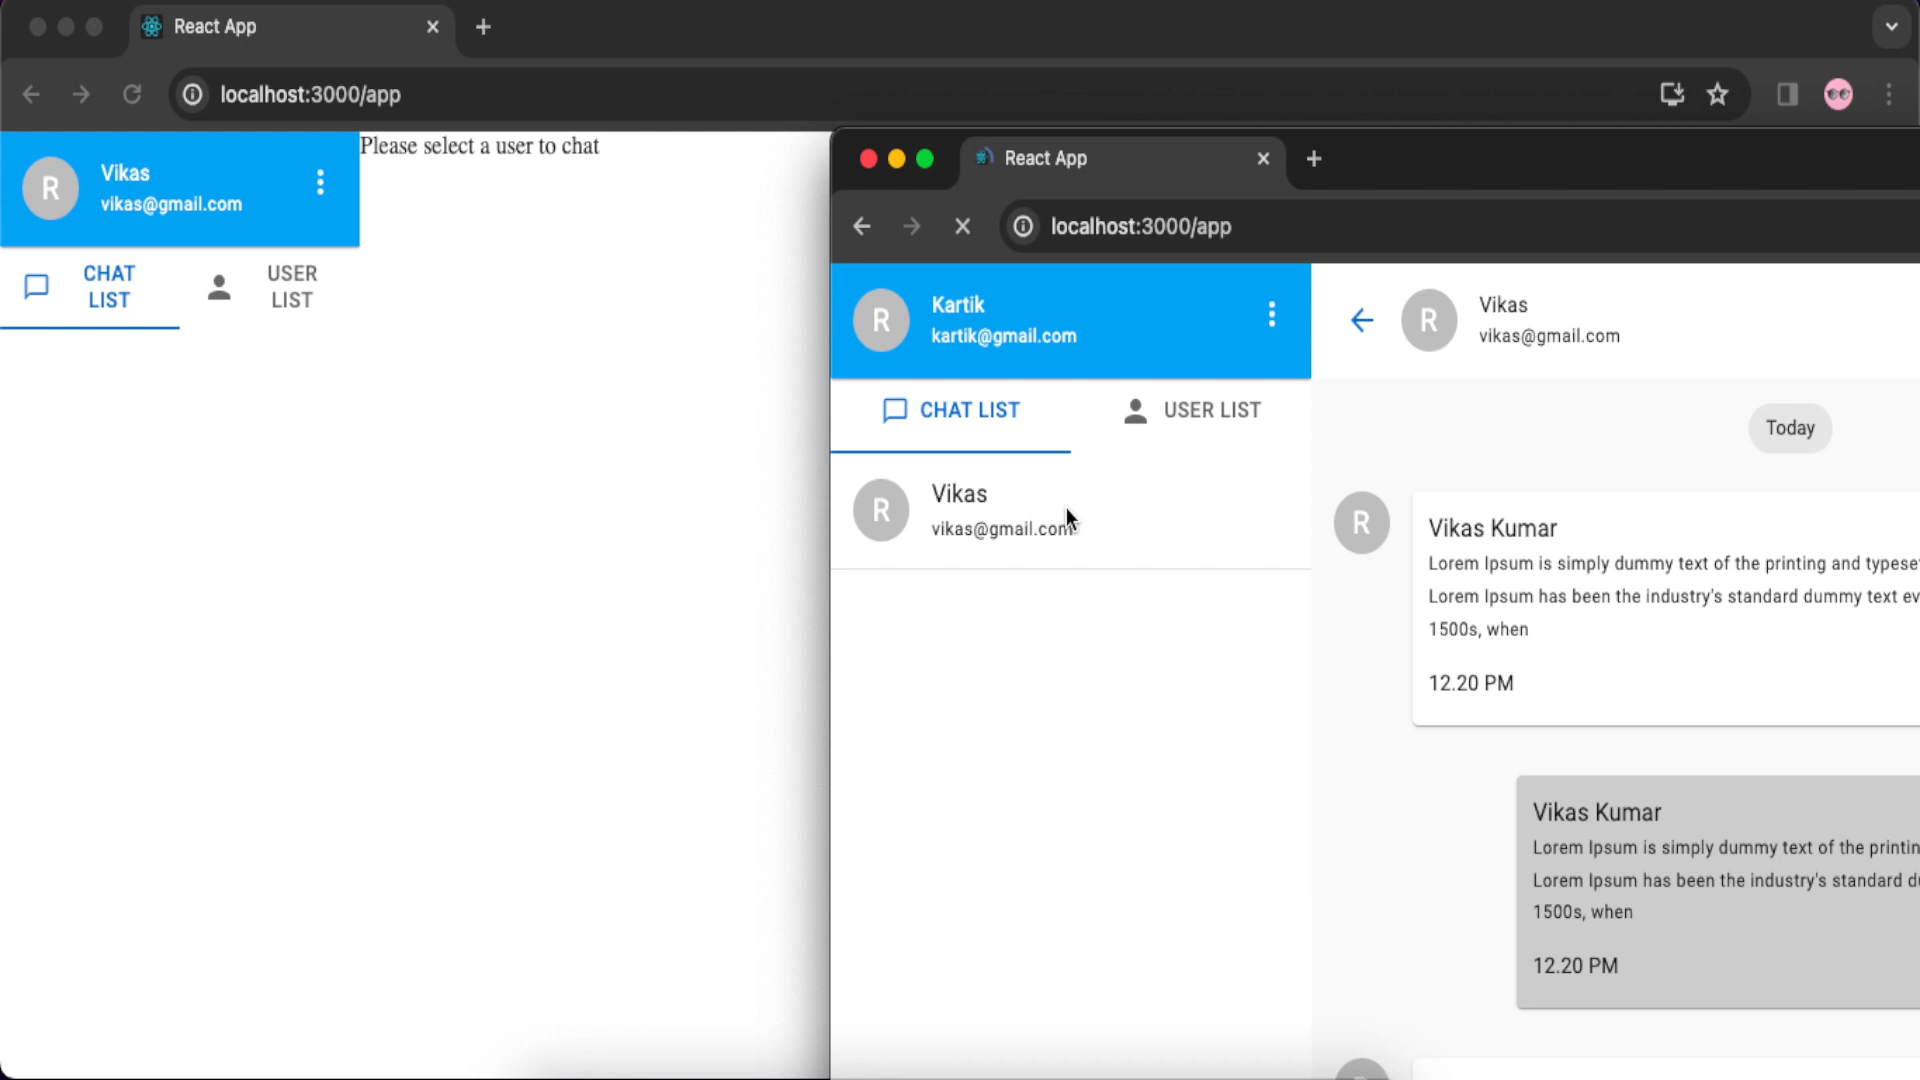 React App
localhost:3000/app
R
Vikas
vikas@gmail.com
CHAT
LIST
USER
LIST
Please select a user to chat
React App
localhost:3000/app
R
Kartik
kartik@gmail.com
CHAT LIST
USER LIST
R
Vikas
vikas@gmail.com
R
Vikas
vikas@gmail.com
Today
R
Vikas Kumar
Lorem Ipsum is simply dummy text of the printing and typese
Lorem Ipsum has been the industry's standard dummy text ev
1500s, when
12.20 PM
Vikas Kumar
Lorem Ipsum is simply dummy text of the printin
Lorem Ipsum has been the industry's standard d
1500s, when
12.20 PM